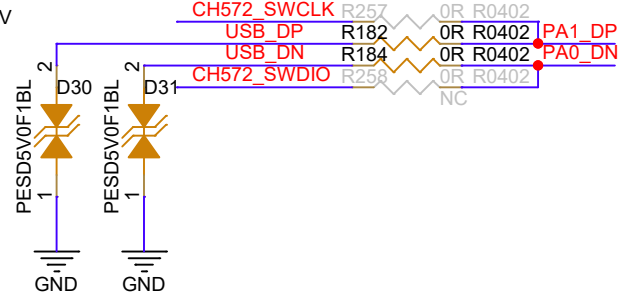 V
CH572_SWCLK R257 0R R0402
USB_DP R182 0R R0402 PA1_DP
USB_DN R184 0R R0402 PA0_DN
CH572_SWDIO R258 0R R0402
NC
2 D30
2 D31
PESD5V0F1BL
PESD5V0F1BL
1
1
GND
GND